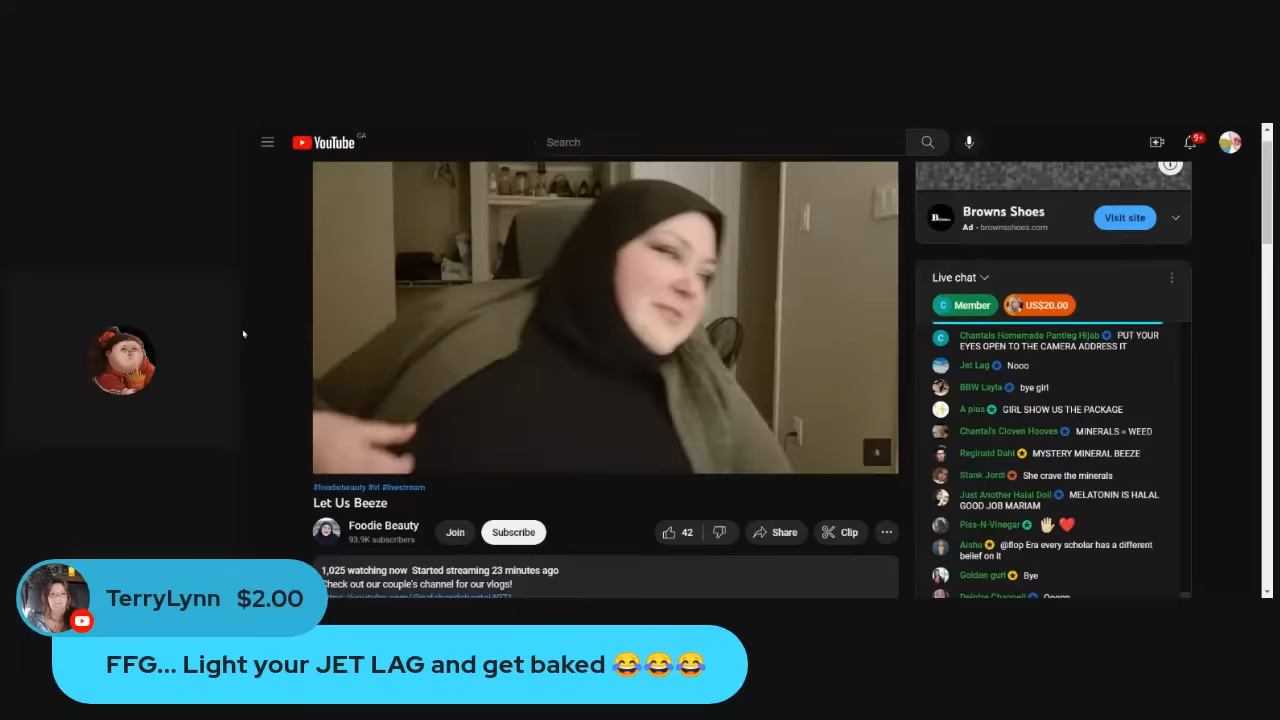 YouTube CA
Search
9+
Browns Shoes
Ad · brownsshoes.com
Visit site
Live chat
C Member
US$20.00
Chantals Homemade Pantleg Hijab PUT YOUR
EYES OPEN TO THE CAMERA ADDRESS IT
Jet Lag Nooo
BBW Layla bye girl
A plus GIRL SHOW US THE PACKAGE
Chantal's Cloven Hooves MINERALS = WEED
Reginald Dahl MYSTERY MINERAL BEEZE
Stank Jordi She crave the minerals
Just Another Halal Doll MELATONIN IS HALAL
GOOD JOB MARIAM
Piss-N-Vinegar 🖐🏼❤️
Aisha @flop Era every scholar has a different
belief on it
Golden gurl Bye
#foodiebeauty #irl #livestream
Let Us Beeze
Foodie Beauty
93.9K subscribers
Join
Subscribe
42
Share
Clip
1,025 watching now Started streaming 23 minutes ago
Check out our couple's channel for our vlogs!
TerryLynn $2.00
FFG... Light your JET LAG and get baked 😂😂😂